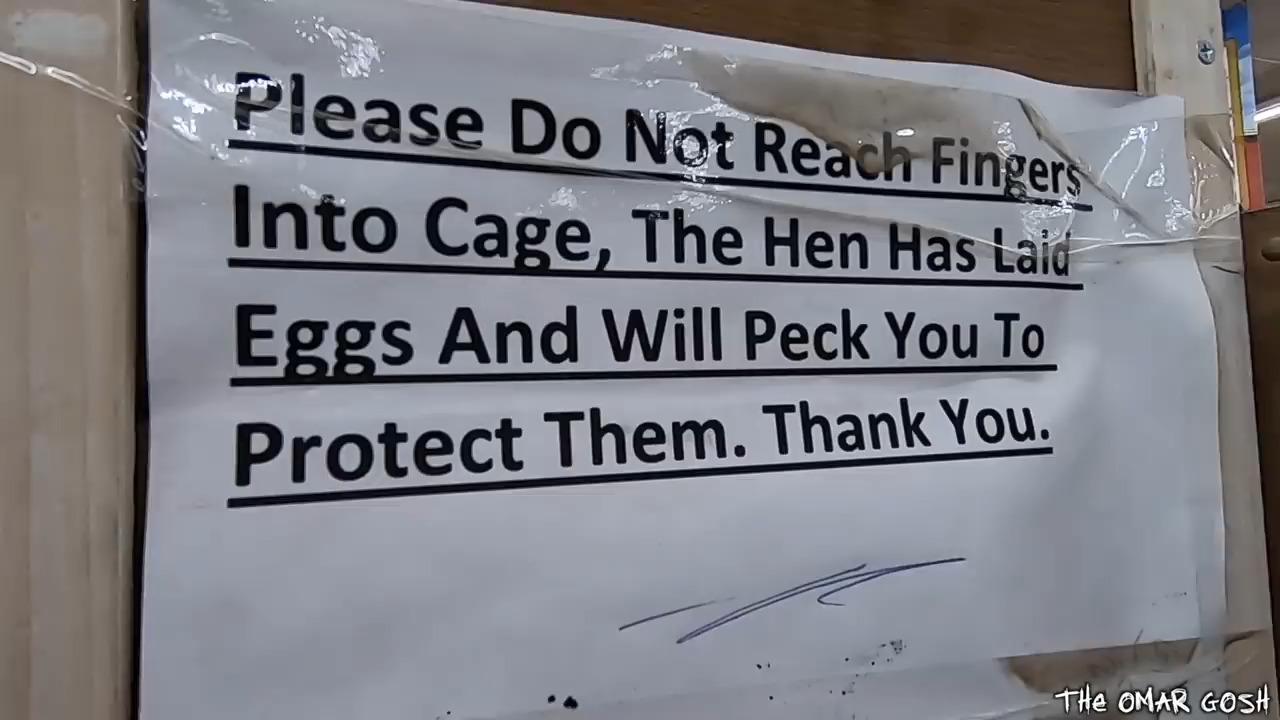 Please Do Not Reach Fingers
Into Cage, The Hen Has Laid
Eggs And Will Peck You To
Protect Them. Thank You.
THE OMAR GOSH